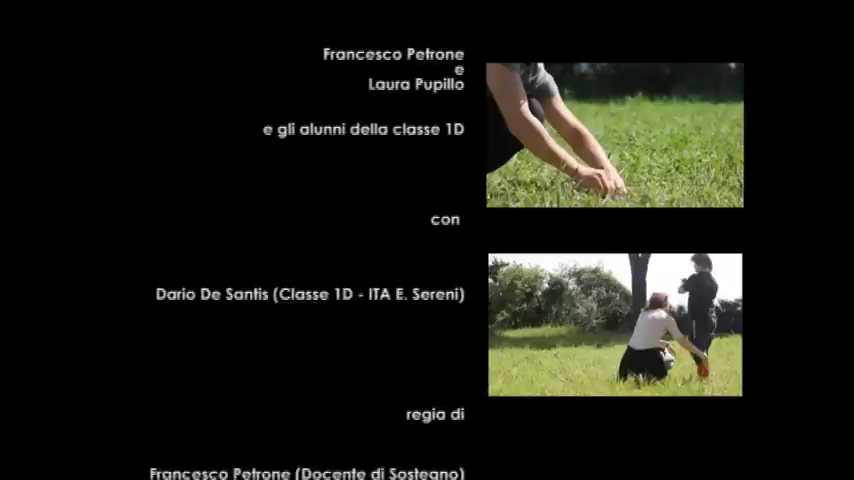 Francesco Petrone
e
Laura Pupillo
e gli alunni della classe 1D
con
Dario De Santis (Classe 1D - ITA E. Sereni)
regia di
Francesco Petrone (Docente di Sostegno)